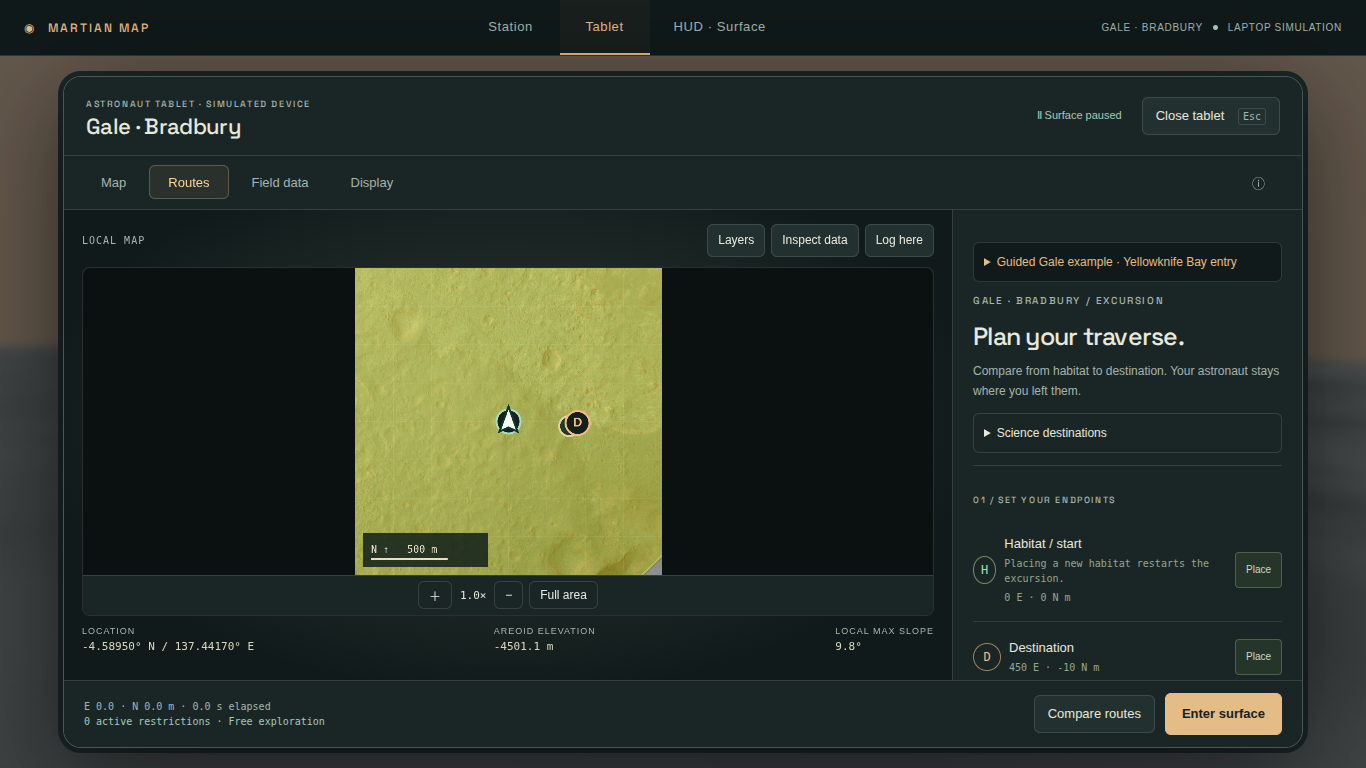 ◉ MARTIAN MAP
Station
Tablet
HUD · Surface
GALE · BRADBURY ● LAPTOP SIMULATION
ASTRONAUT TABLET · SIMULATED DEVICE
Gale · Bradbury
Ⅱ Surface paused
Close tablet Esc
Map
Routes
Field data
Display
ⓘ
LOCAL MAP
Layers
Inspect data
Log here
D
N ↑ 500 m
+ 1.0× −
Full area
LOCATION
-4.58950° N / 137.44170° E
AREOID ELEVATION
-4501.1 m
LOCAL MAX SLOPE
9.8°
▶ Guided Gale example · Yellowknife Bay entry
GALE · BRADBURY / EXCURSION
Plan your traverse.
Compare from habitat to destination. Your astronaut stays
where you left them.
▶ Science destinations
01 / SET YOUR ENDPOINTS
H
Habitat / start
Placing a new habitat restarts the
excursion.
0 E · 0 N m
Place
D
Destination
450 E · -10 N m
Place
E 0.0 · N 0.0 m · 0.0 s elapsed
0 active restrictions · Free exploration
Compare routes
Enter surface